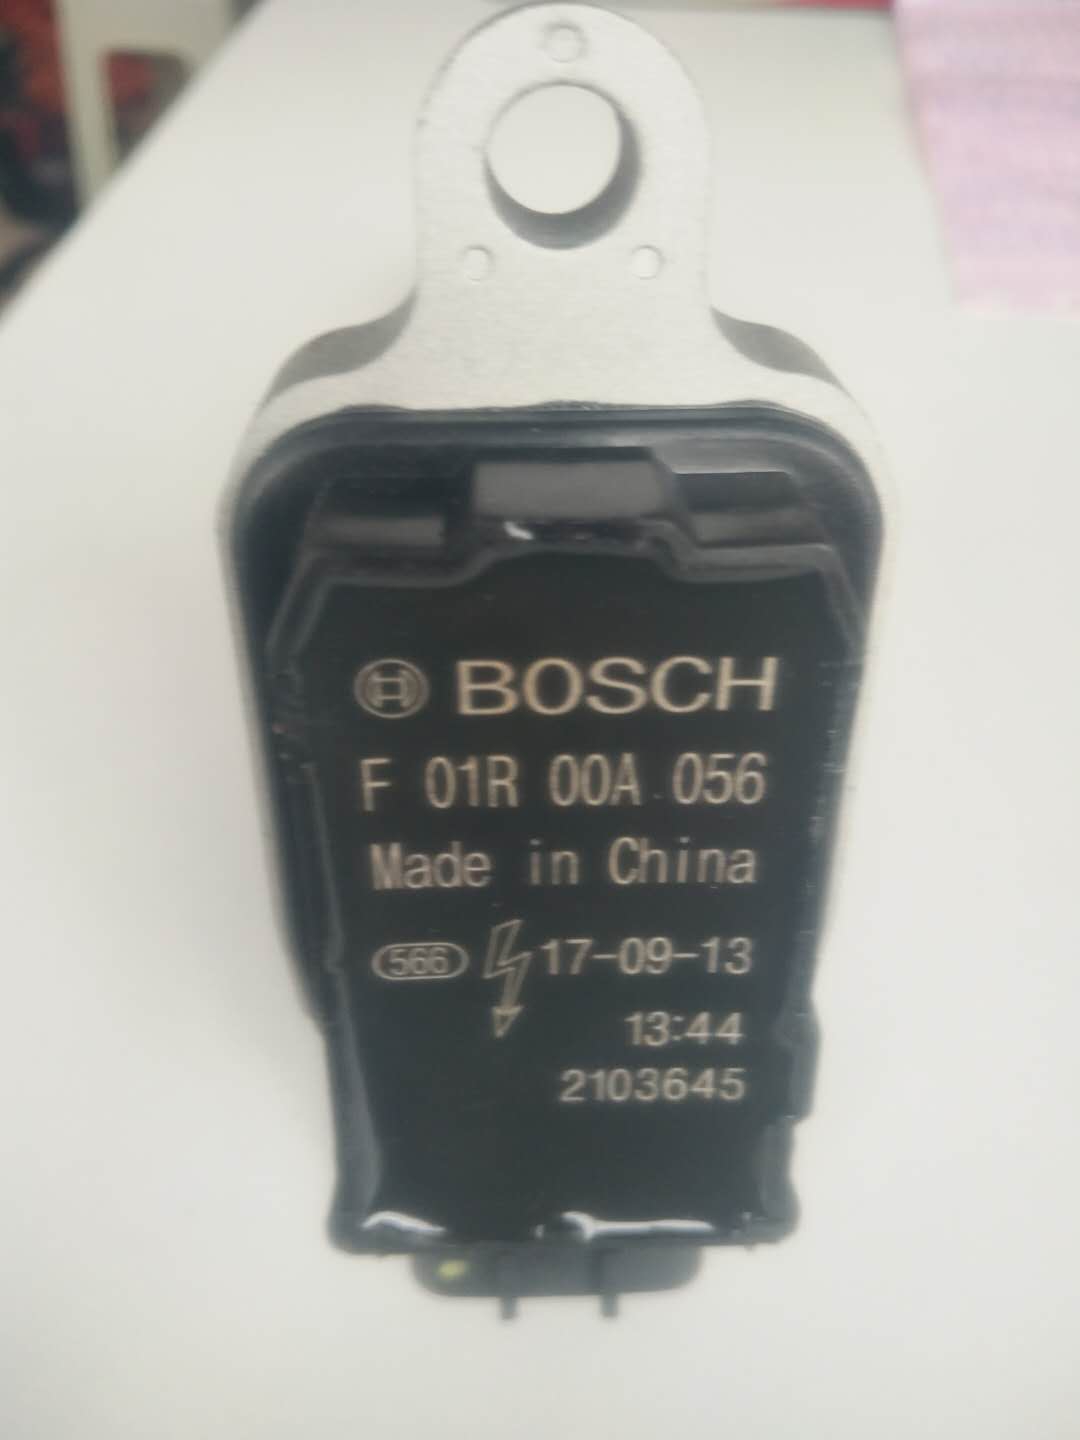 BOSCH
F 01R 00A 056
Made in China
566 17-09-13
13:44
2103645